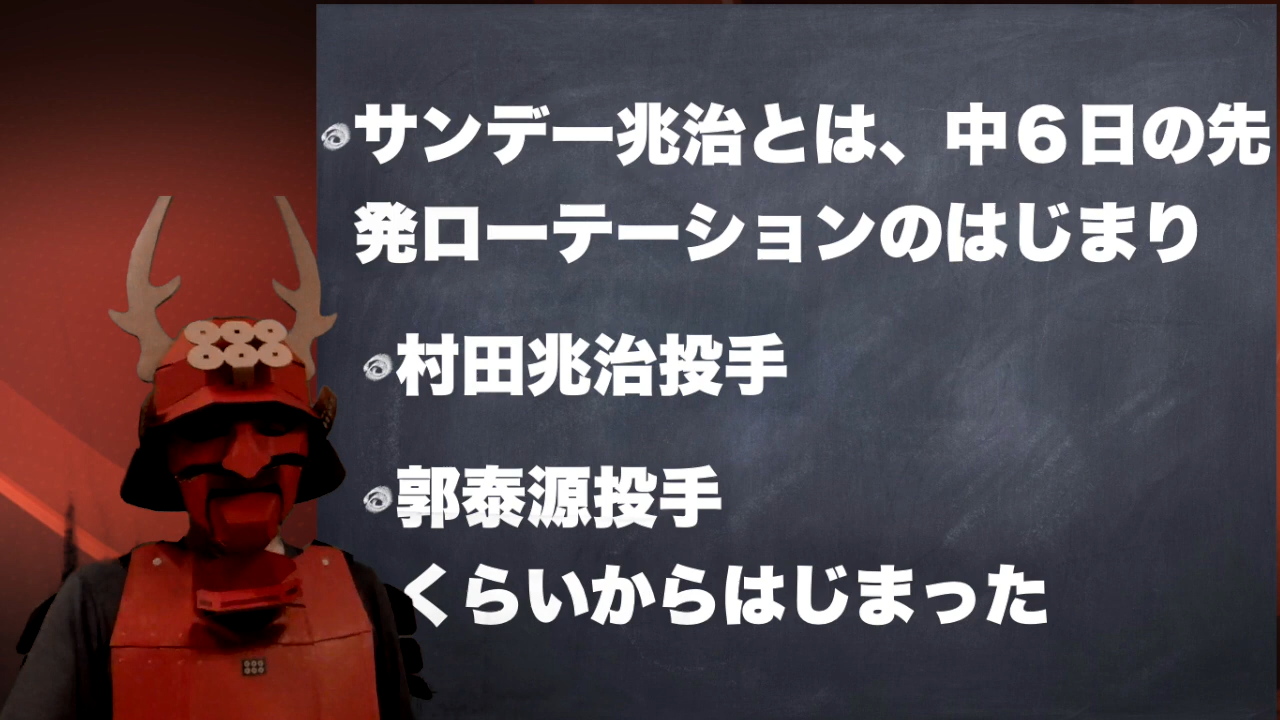 サンデー兆治とは、中６日の先
発ローテーションのはじまり
村田兆治投手
郭泰源投手
くらいからはじまった